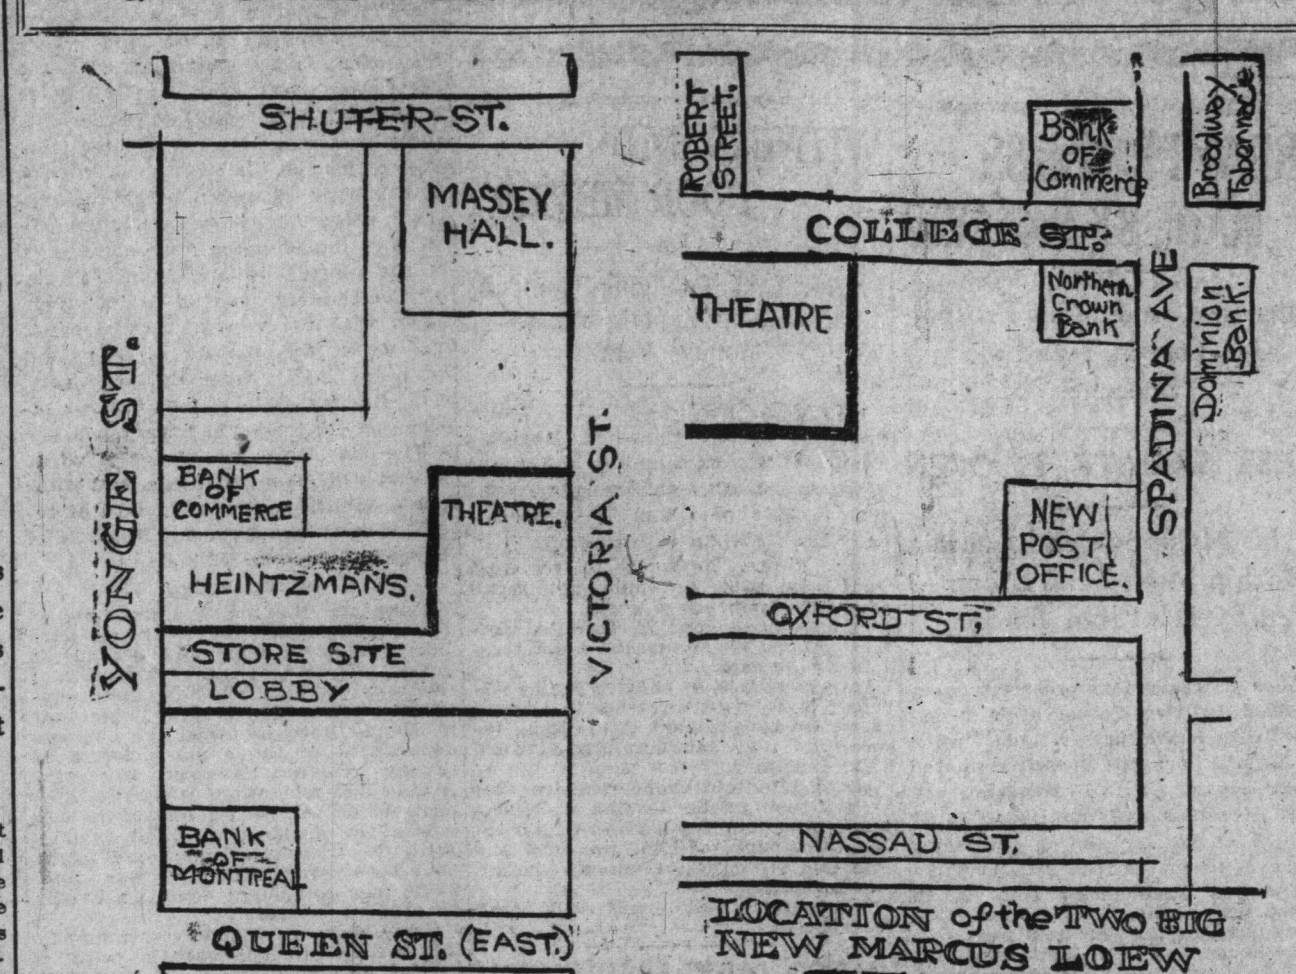 SHUTER ST.
MASSEY
HALL.
YONGE ST.
BANK
OF
COMMERCE
THEATRE.
HEINTZMANS.
STORE SITE
LOBBY
VICTORIA ST.
BANK
OF
MONTREAL
QUEEN ST. (EAST.)
ROBERT
STREET.
Bank
OF
Commerce
Broadway
Tabernacle
COLLEGE ST.
THEATRE
Northern
Crown
Bank
SPADINA AVE
Dominion
Bank.
NEW
POST
OFFICE.
OXFORD ST.
NASSAU ST.
LOCATION of the TWO BIG
NEW MARCUS LOEW